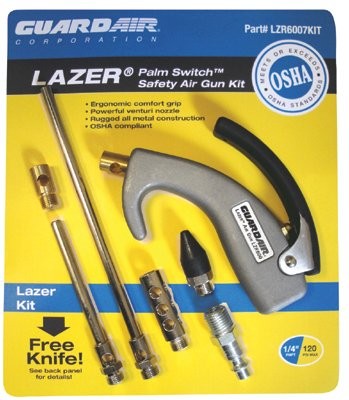 GUARDAIR
CORPORATION
Part# LZR6007KIT
LAZER® Palm Switch™
Safety Air Gun Kit
• Ergonomic comfort grip
• Powerful venturi nozzle
• Rugged all metal construction
• OSHA compliant
MEETS OR EXCEEDS
OSHA
OSHA STANDARDS
GUARDAIR
Lazer
Kit
Free
Knife!
See back panel
for details!
1/4"
120